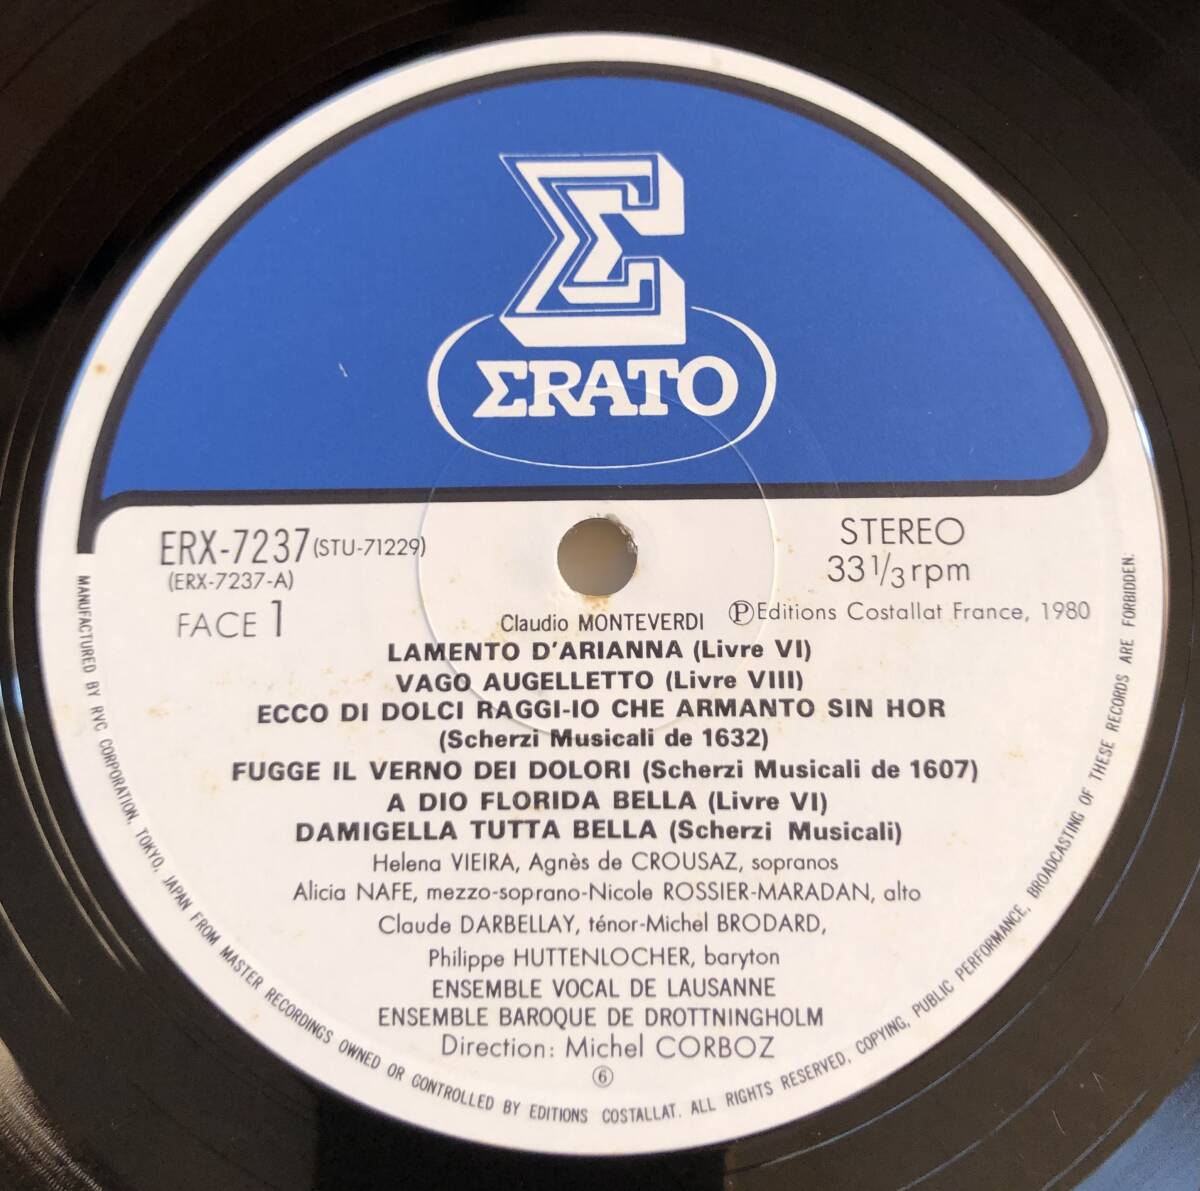 ΣRATO
ERX-7237 (STU-71229)
(ERX-7237-A)
FACE 1
STEREO
33 1/3 rpm
Claudio MONTEVERDI
Ⓟ Editions Costallat France, 1980
LAMENTO D'ARIANNA (Livre VI)
VAGO AUGELLETTO (Livre VIII)
ECCO DI DOLCI RAGGI-IO CHE ARMANTO SIN HOR
(Scherzi Musicali de 1632)
FUGGE IL VERNO DEI DOLORI (Scherzi Musicali de 1607)
A DIO FLORIDA BELLA (Livre VI)
DAMIGELLA TUTTA BELLA (Scherzi Musicali)
Helena VIEIRA, Agnès de CROUSAZ, sopranos
Alicia NAFE, mezzo-soprano-Nicole ROSSIER-MARADAN, alto
Claude DARBELLAY, ténor-Michel BRODARD,
Philippe HUTTENLOCHER, baryton
ENSEMBLE VOCAL DE LAUSANNE
ENSEMBLE BAROQUE DE DROTTNINGHOLM
Direction: Michel CORBOZ
⑥
MANUFACTURED BY RVC CORPORATION, TOKYO, JAPAN FROM MASTER RECORDINGS OWNED OR CONTROLLED BY EDITIONS COSTALLAT. ALL RIGHTS RESERVED, COPYING, PUBLIC PERFORMANCE, BROADCASTING OF THESE RECORDS ARE FORBIDDEN.